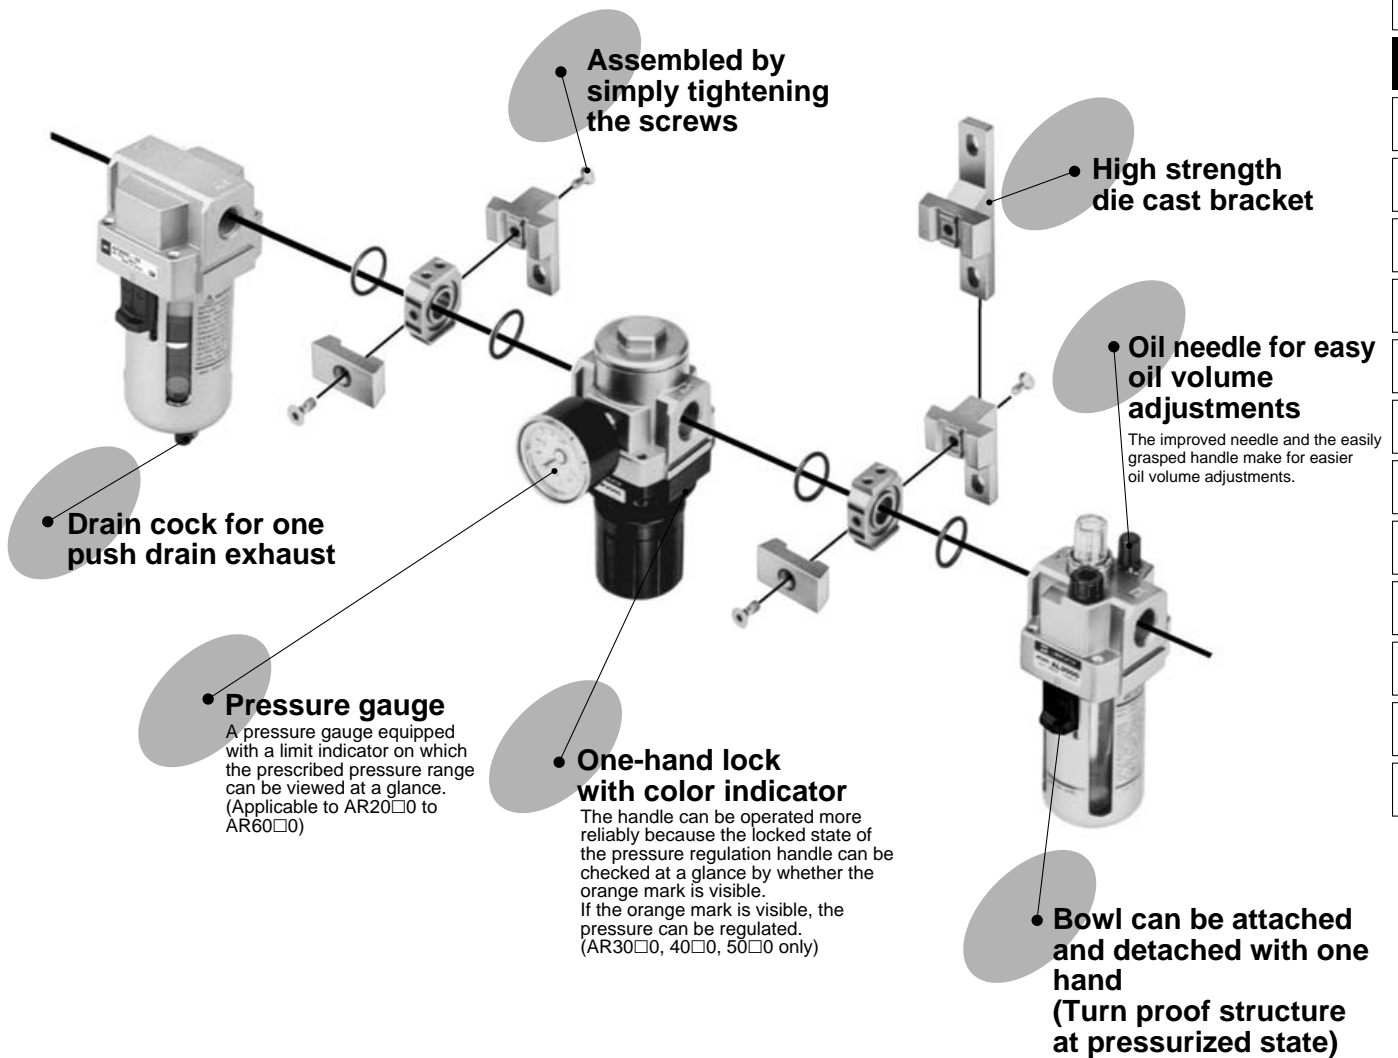 Assembled by
simply tightening
the screws
High strength
die cast bracket
Oil needle for easy
oil volume
adjustments
The improved needle and the easily
grasped handle make for easier
oil volume adjustments.
Drain cock for one
push drain exhaust
Pressure gauge
A pressure gauge equipped
with a limit indicator on which
the prescribed pressure range
can be viewed at a glance.
(Applicable to AR20□0 to
AR60□0)
One-hand lock
with color indicator
The handle can be operated more
reliably because the locked state of
the pressure regulation handle can be
checked at a glance by whether the
orange mark is visible.
If the orange mark is visible, the
pressure can be regulated.
(AR30□0, 40□0, 50□0 only)
Bowl can be attached
and detached with one
hand
(Turn proof structure
at pressurized state)